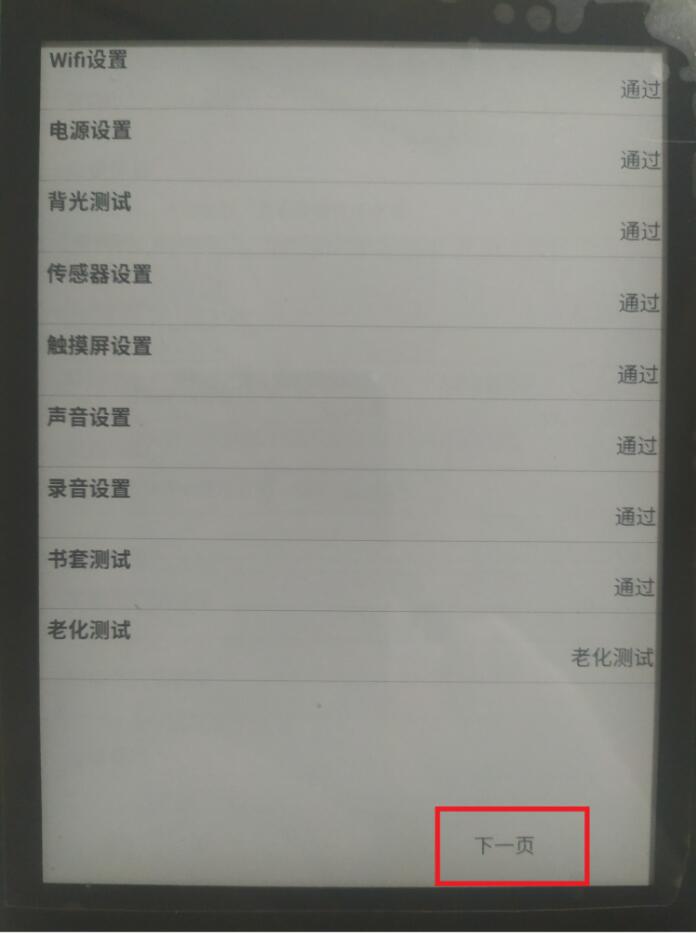 Wifi设置
通过
电源设置
通过
背光测试
通过
传感器设置
通过
触摸屏设置
通过
声音设置
通过
录音设置
通过
书套测试
通过
老化测试
老化测试
下一页